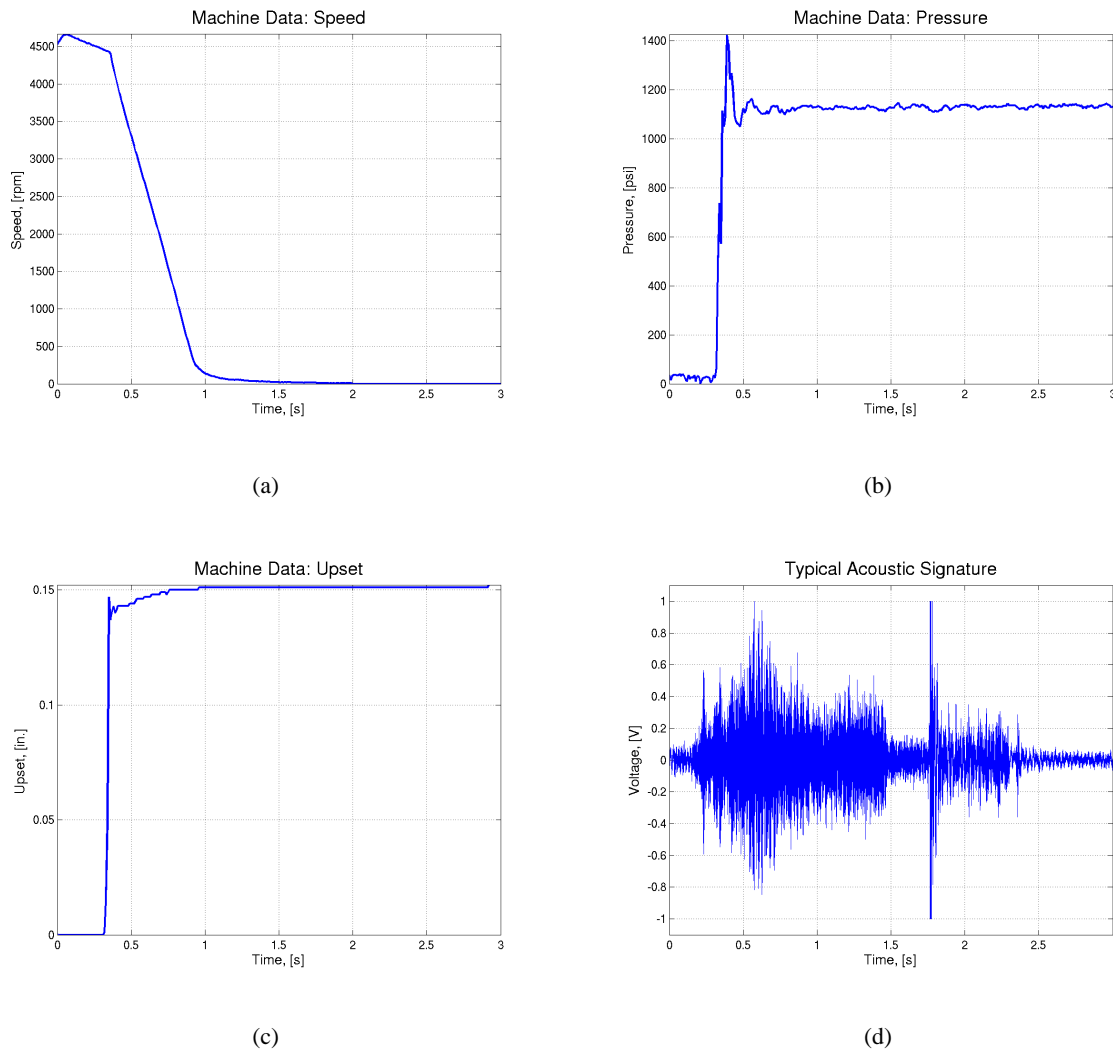 Machine Data: Speed
4500
4000
3500
3000
2500
2000
1500
1000
500
0
Speed, [rpm]
0 0.5 1 1.5 2 2.5 3
Time, [s]
(a)
Machine Data: Pressure
1400
1200
1000
800
600
400
200
0
Pressure, [psi]
0 0.5 1 1.5 2 2.5 3
Time, [s]
(b)
Machine Data: Upset
0.15
0.1
0.05
0
Upset, [in.]
0 0.5 1 1.5 2 2.5 3
Time, [s]
(c)
Typical Acoustic Signature
1
0.8
0.6
0.4
0.2
0
-0.2
-0.4
-0.6
-0.8
-1
Voltage, [V]
0 0.5 1 1.5 2 2.5
Time, [s]
(d)